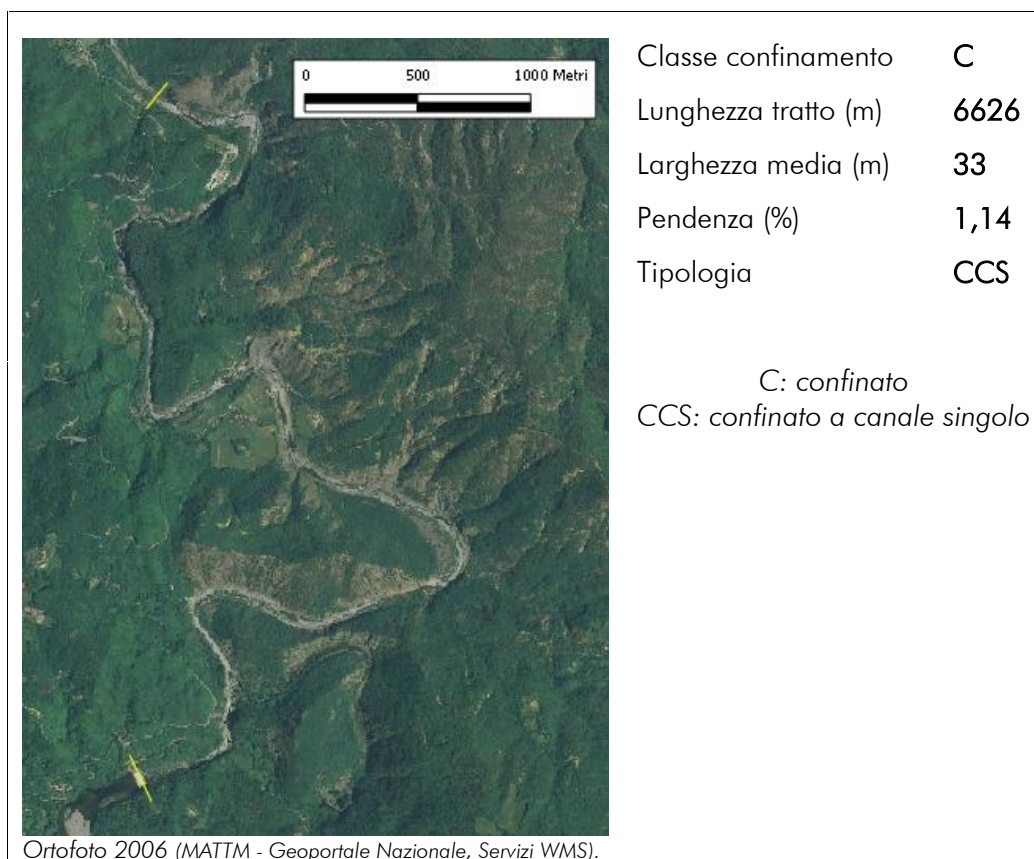 0 500 1000 Metri
Classe confinamento C
Lunghezza tratto (m) 6626
Larghezza media (m) 33
Pendenza (%) 1,14
Tipologia CCS
C: confinato
CCS: confinato a canale singolo
Ortofoto 2006 (MATTM - Geoportale Nazionale, Servizi WMS).